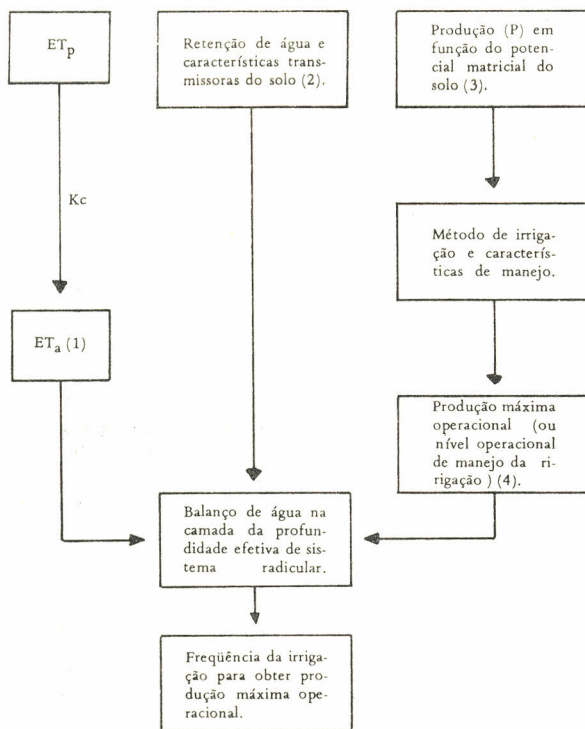 ETp
Retenção de água e
características trans-
missoras do solo (2).
Produção (P) em
função do poten-
cial matricial do
solo (3).
Kc
Método de irriga-
ção e caracterís-
ticas de manejo.
ETa (1)
Produção máxima
operacional (ou
nível operacional
de manejo da ri-
rigação ) (4).
Balanço de água na
camada da profun-
didade efetiva de sis-
tema radicular.
Freqüência da irriga-
ção para obter pro-
dução máxima ope-
racional.